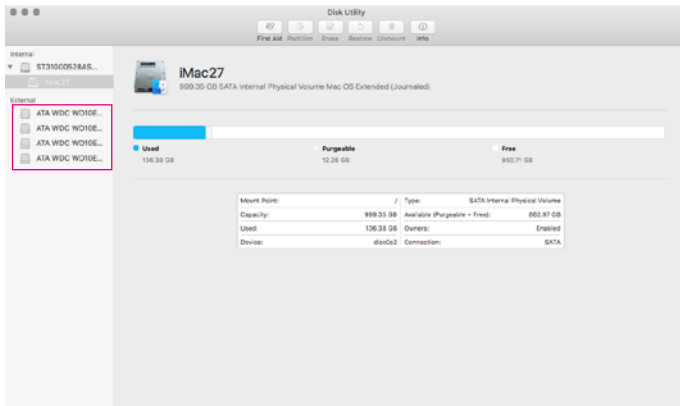 Disk Utility
First Aid Partition Erase Restore Unmount Info
Internal
ST31000528AS...
iMac27
External
ATA WDC WD10E...
ATA WDC WD10E...
ATA WDC WD10E...
ATA WDC WD10E...
iMac27
999.35 GB SATA Internal Physical Volume Mac OS Extended (Journaled)
Used Purgeable Free
136.38 GB 12.26 GB 850.71 GB
Mount Point: / Type: SATA Internal Physical Volume
Capacity: 999.35 GB Available (Purgeable + Free): 862.97 GB
Used: 136.38 GB Owners: Enabled
Device: disk0s2 Connection: SATA